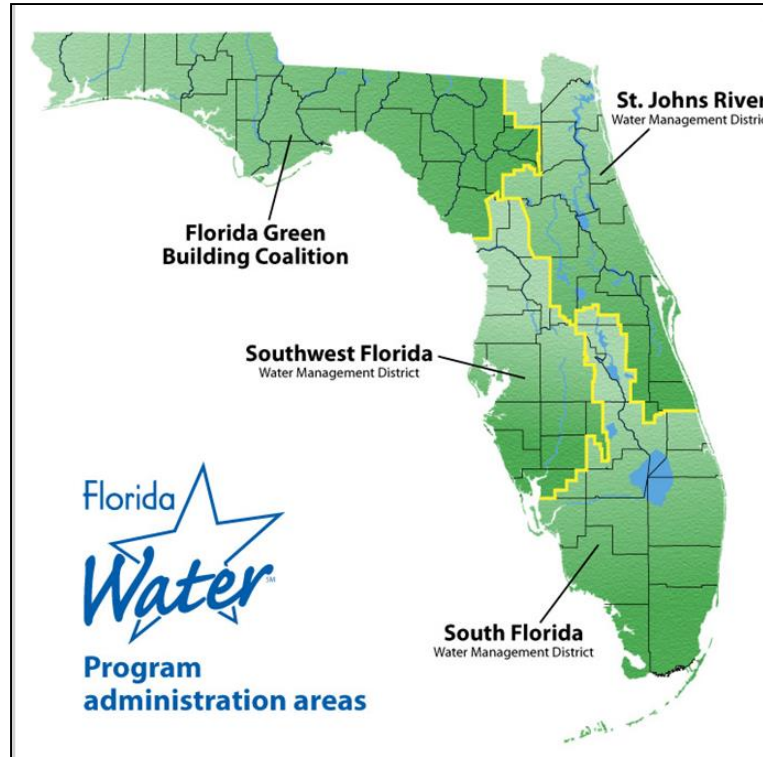 St. Johns River
Water Management District
Florida Green
Building Coalition
Southwest Florida
Water Management District
Florida
Water SM
South Florida
Water Management District
Program
administration areas